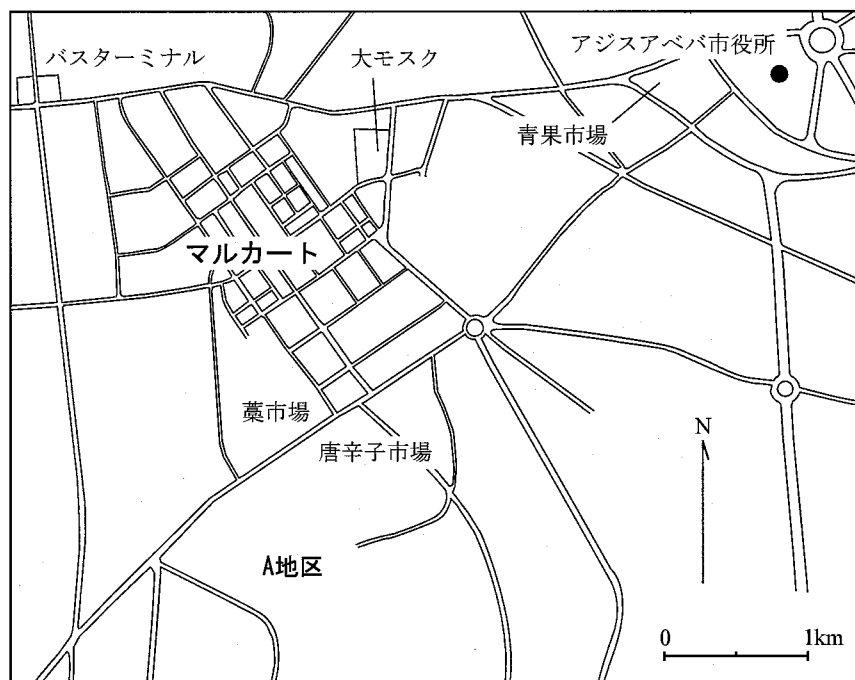 バスターミナル
大モスク
アジスアベバ市役所
青果市場
マルカート
藁市場
唐辛子市場
N
A地区
0 1km